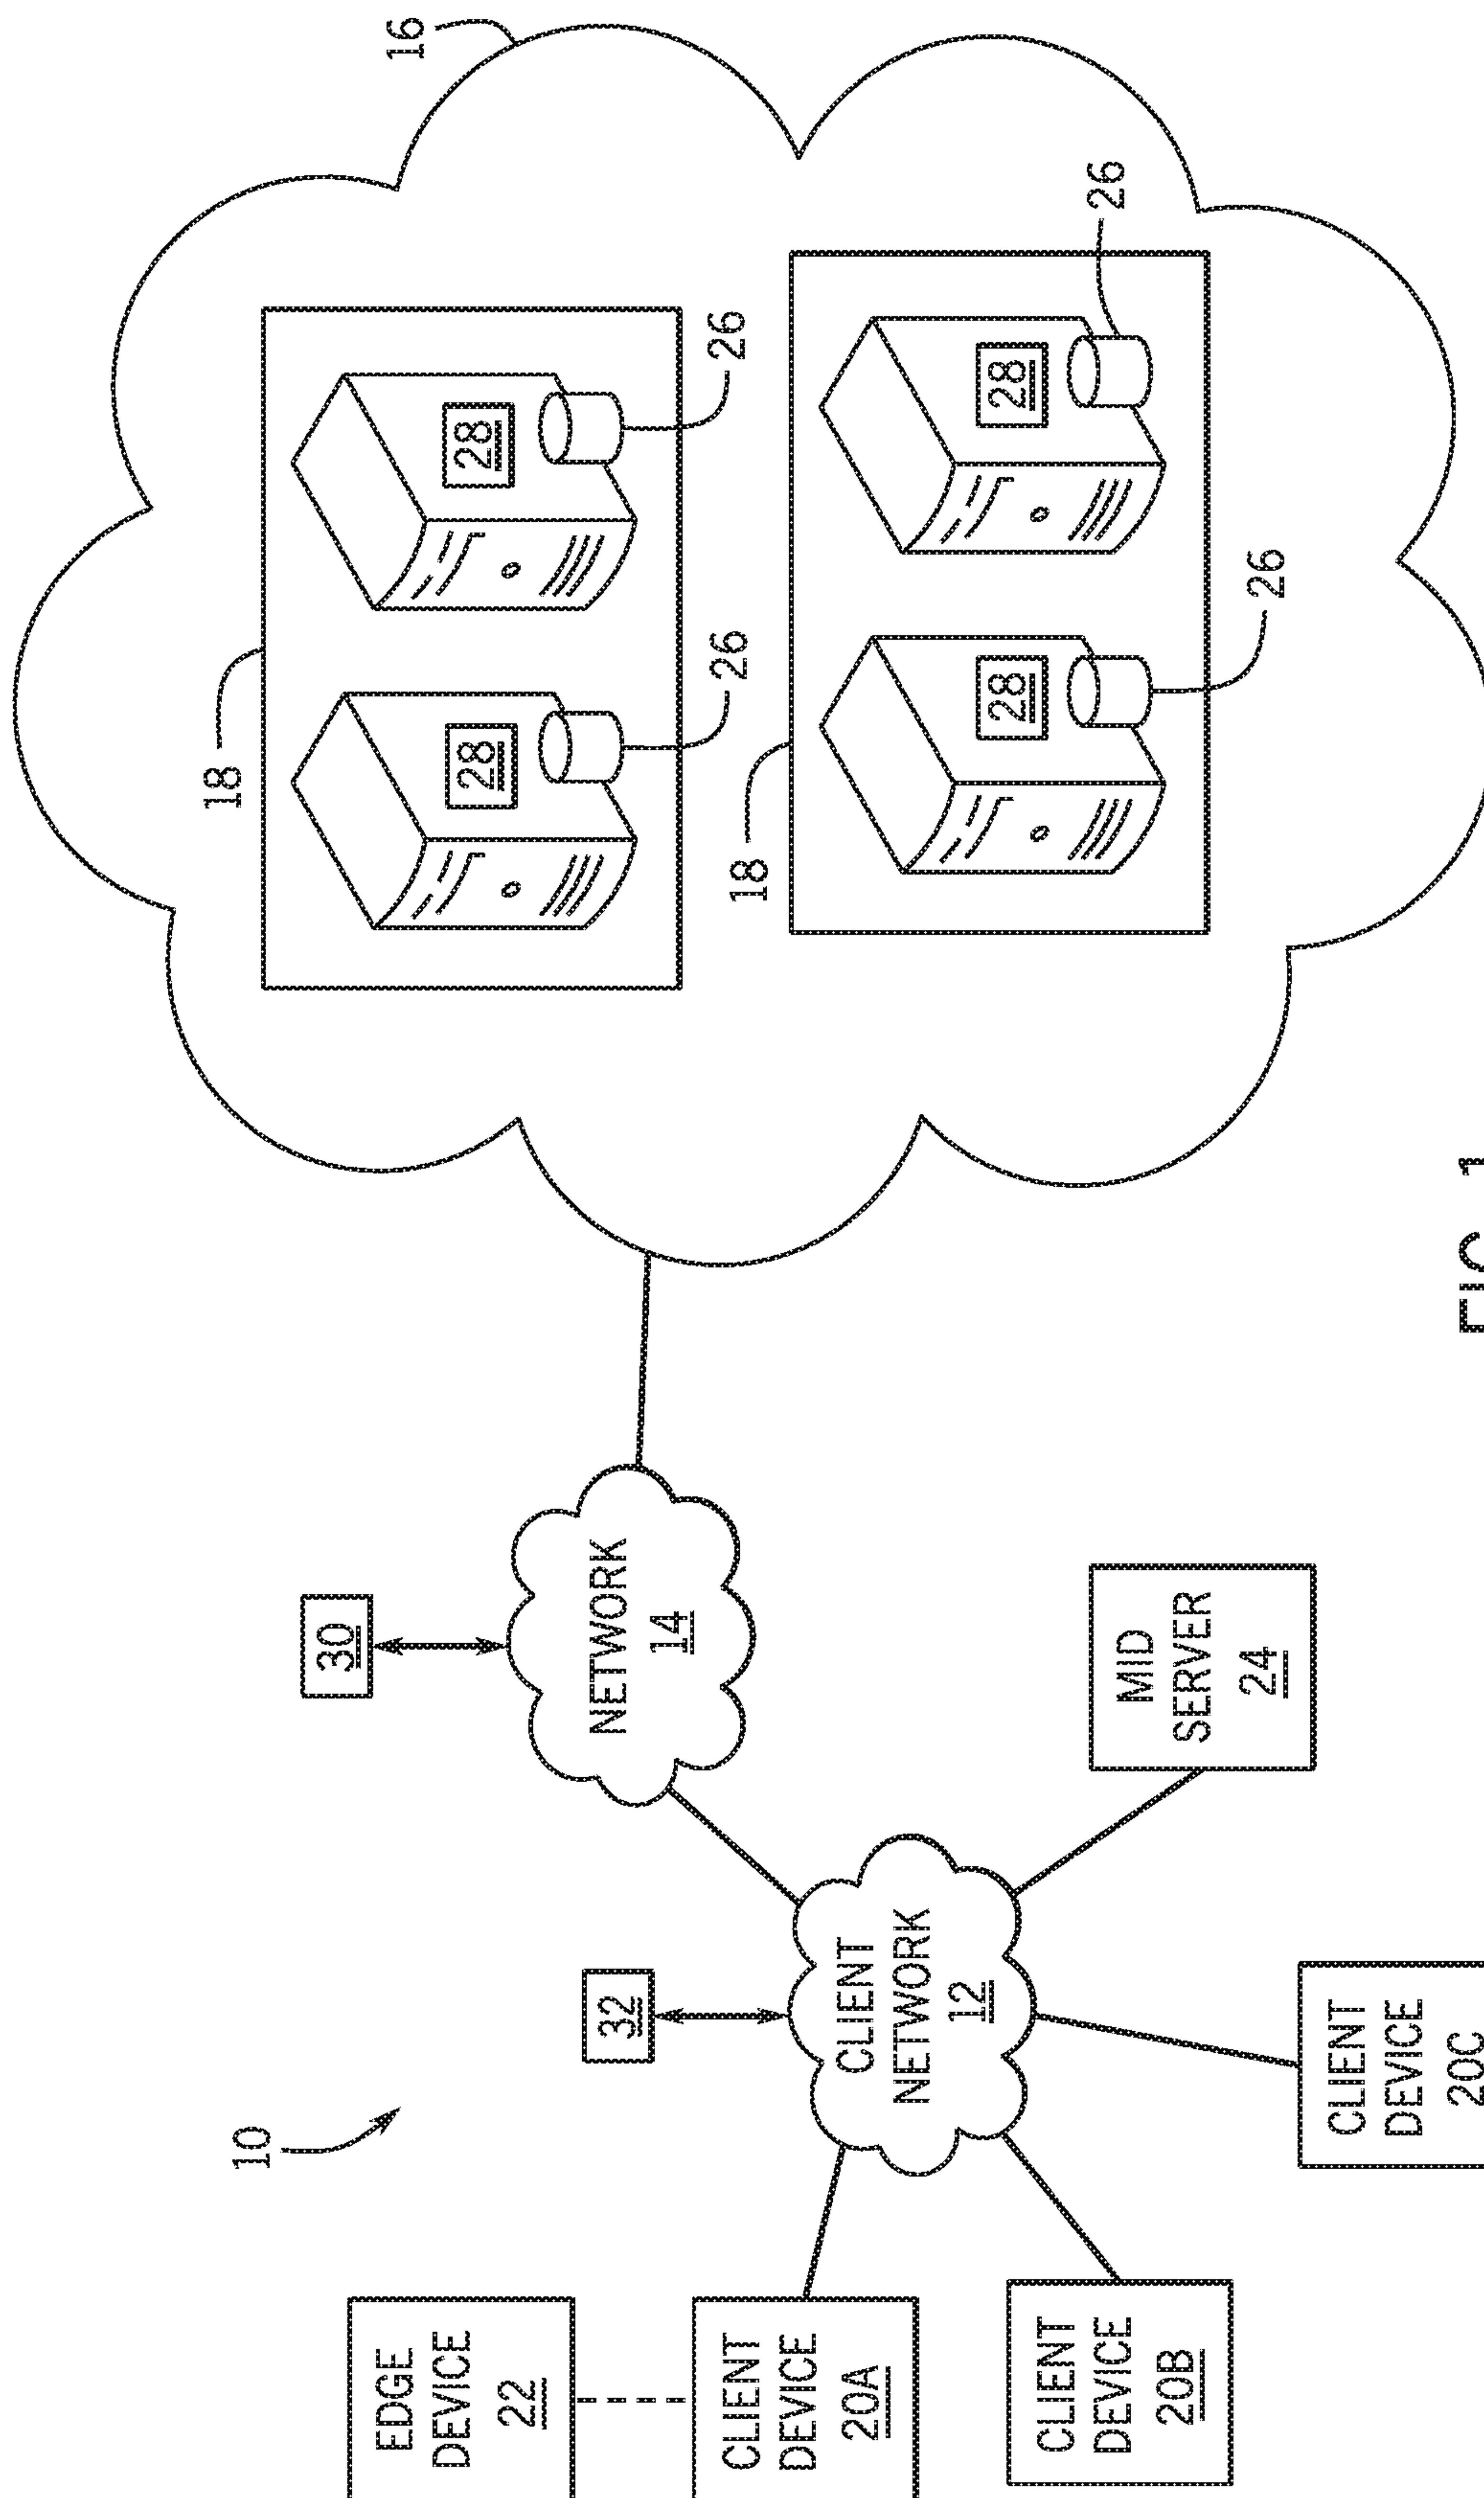 10
EDGE
DEVICE
22
CLIENT
DEVICE
20A
CLIENT
DEVICE
20B
CLIENT
DEVICE
20C
32
CLIENT
NETWORK
12
30
NETWORK
14
MID
SERVER
24
16
18
28
26
28
26
18
28
26
28
26
FIG. 1